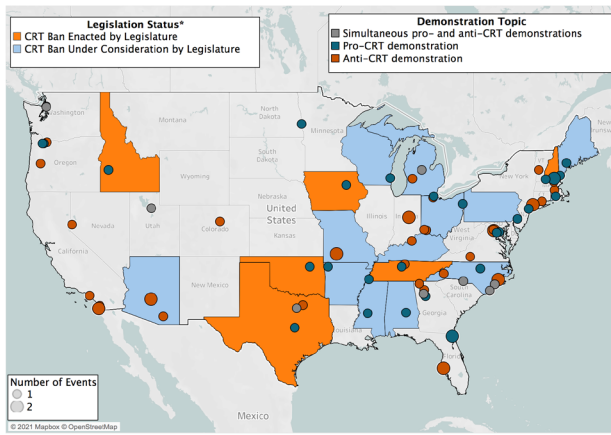 Legislation Status*
CRT Ban Enacted by Legislature
CRT Ban Under Consideration by Legislature
Demonstration Topic
Simultaneous pro- and anti-CRT demonstrations
Pro-CRT demonstration
Anti-CRT demonstration
Washington
Montana
North
Dakota
Minnesota
VT
Oregon
South
Dakota
New York
Wyoming
Nebraska
United
States
Illinois
Nevada
Utah
Colorado
Kansas
West
Virginia
California
New Mexico
South
Carolina
Georgia
Louisiana
Florida
Mexico
Number of Events
1
2
© 2021 Mapbox © OpenStreetMap